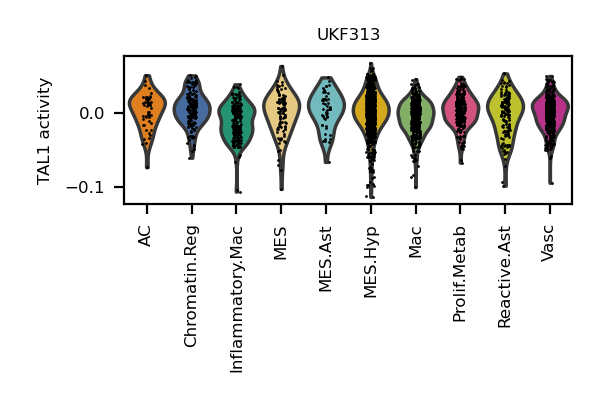 UKF313
TAL1 activity
0.0
−0.1
AC
Chromatin.Reg
Inflammatory.Mac
MES
MES.Ast
MES.Hyp
Mac
Prolif.Metab
Reactive.Ast
Vasc